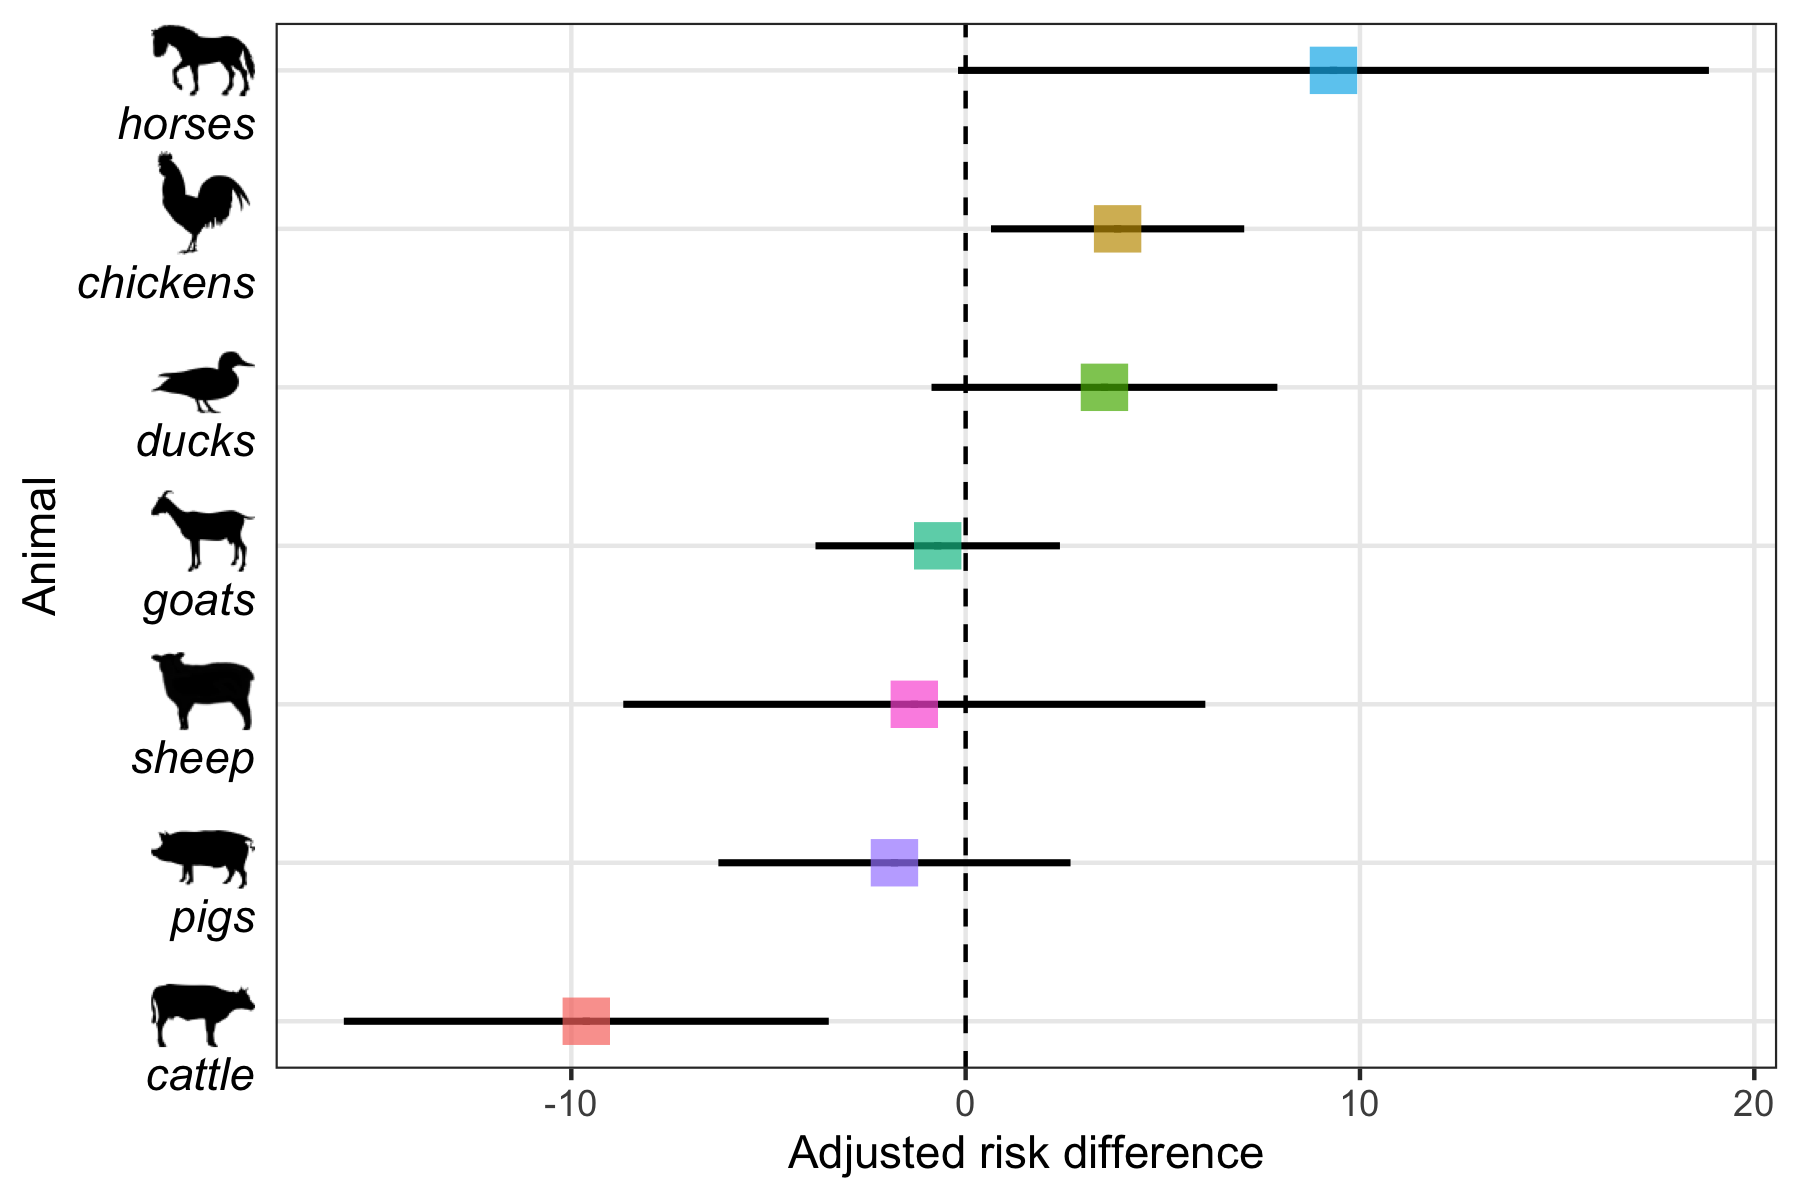 horses
chickens
ducks
goats
sheep
pigs
cattle
Animal
-10 0 10 20
Adjusted risk difference